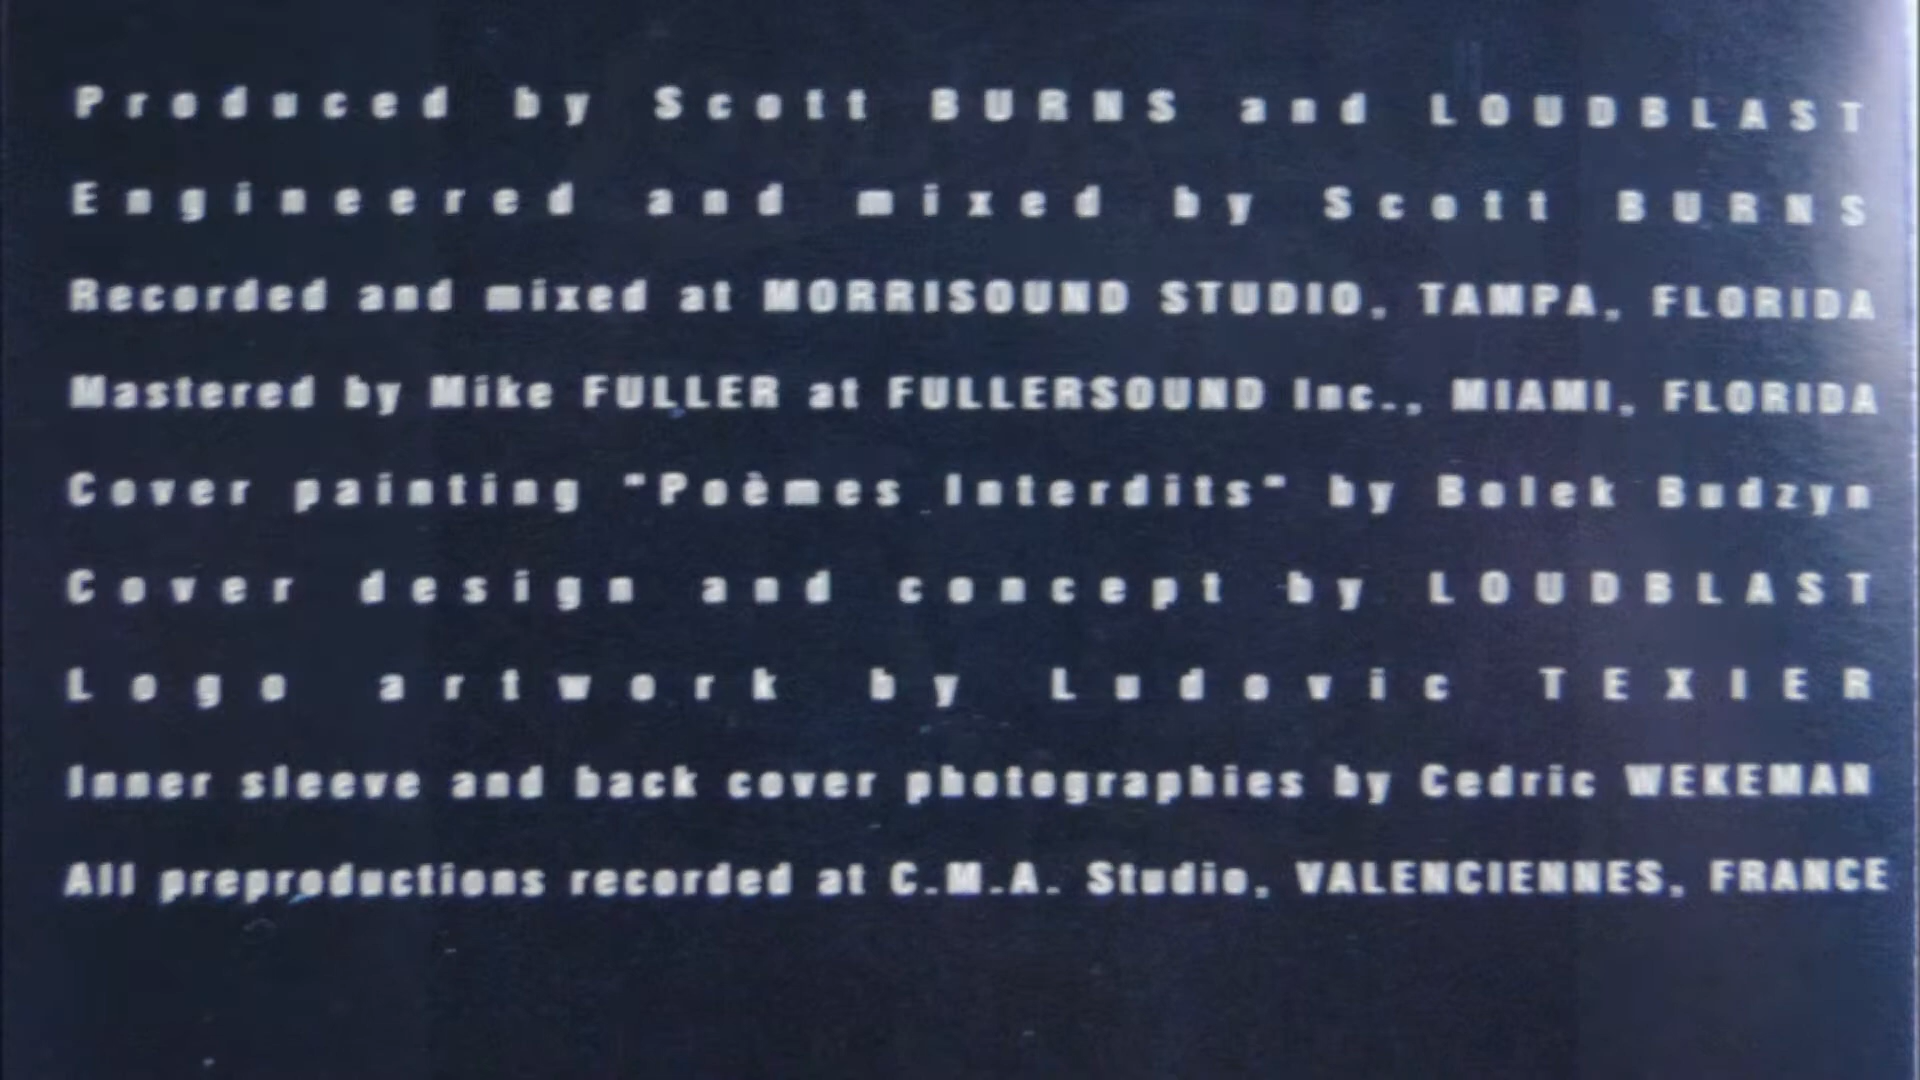 Produced by Scott BURNS and LOUDBLAST
Engineered and mixed by Scott BURNS
Recorded and mixed at MORRISOUND STUDIO, TAMPA, FLORIDA
Mastered by Mike FULLER at FULLERSOUND Inc., MIAMI, FLORIDA
Cover painting "Poèmes Interdits" by Bolek Budzyn
Cover design and concept by LOUDBLAST
Logo artwork by Ludovic TEXIER
Inner sleeve and back cover photographies by Cedric WEKEMAN
All preproductions recorded at C.M.A. Studio, VALENCIENNES, FRANCE